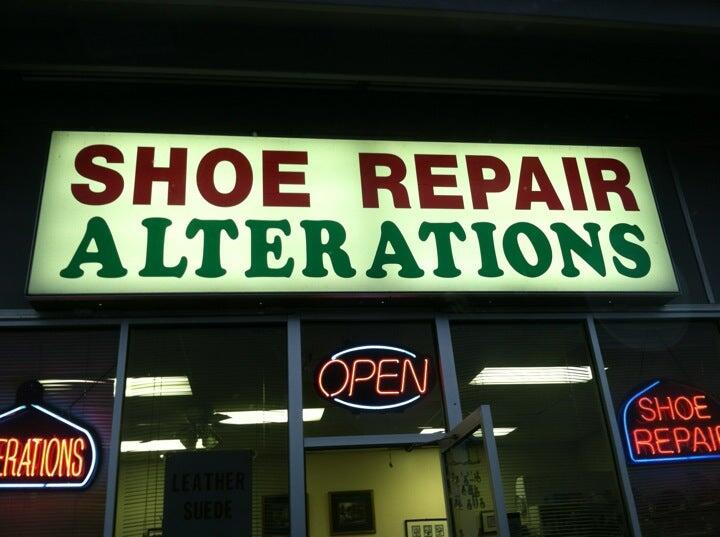 SHOE REPAIR
ALTERATIONS
OPEN
ERATIONS
SHOE
REPAIR
LEATHER
SUEDE